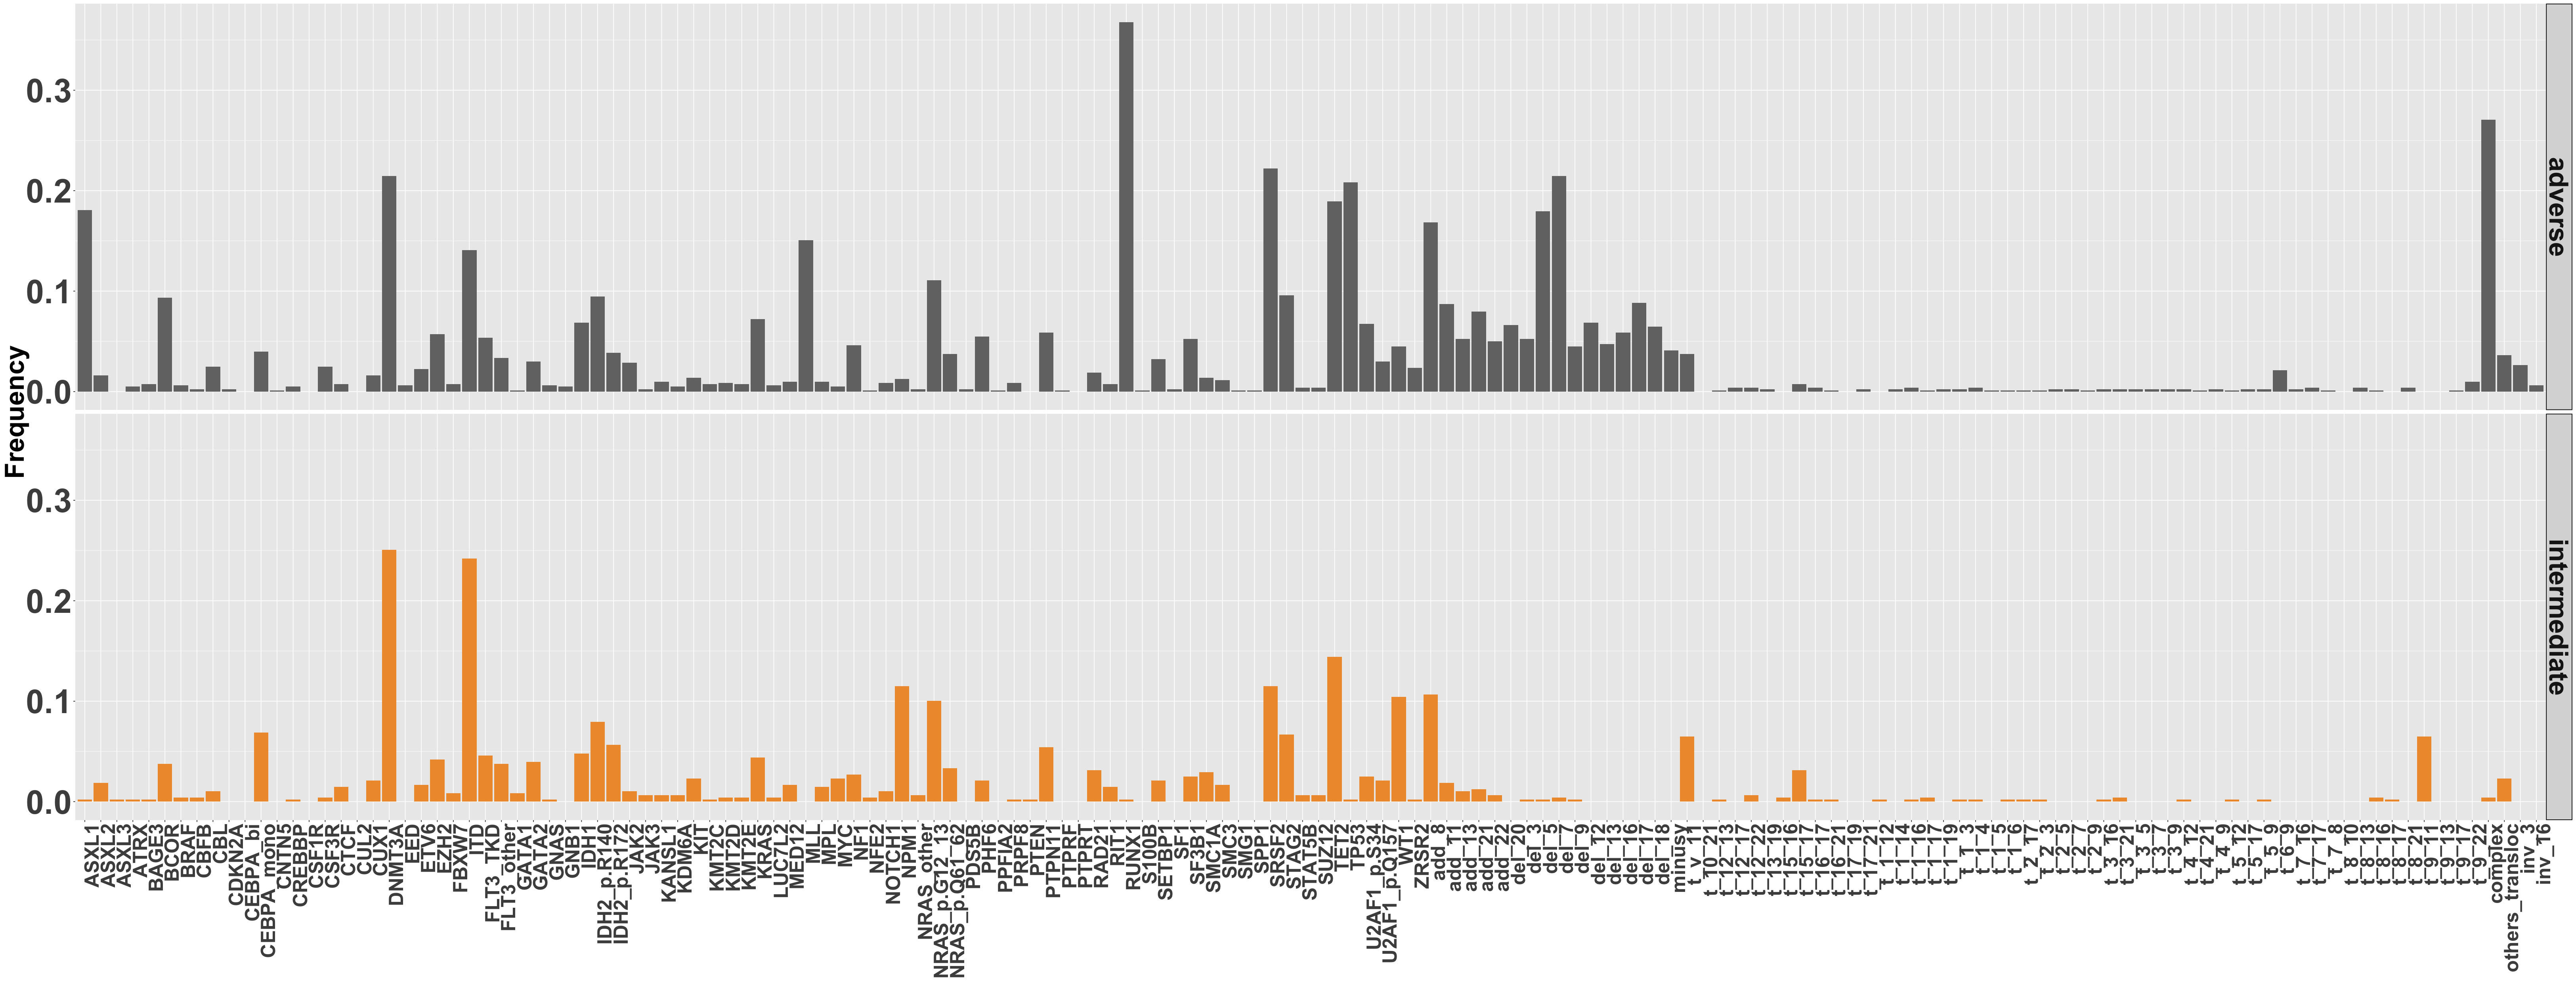 Frequency
0.3
0.2
0.1
0.0
adverse
0.3
0.2
0.1
0.0
intermediate
ASXL1
ASXL2
ASXL3
ATRX
BAGE3
BCOR
BRAF
CBFB
CBL
CDKN2A
CEBPA_bi
CEBPA_mono
CNTN5
CREBBP
CSF1R
CSF3R
CTCF
CUL2
CUX1
DNMT3A
EED
ETV6
EZH2
FBXW7
ITD
FLT3_TKD
FLT3_other
GATA1
GATA2
GNAS
GNB1
IDH1
IDH2_p.R140
IDH2_p.R172
JAK2
JAK3
KANSL1
KDM6A
KIT
KMT2C
KMT2D
KMT2E
KRAS
LUC7L2
MED12
MLL
MPL
MYC
NF1
NFE2
NOTCH1
NPM1
NRAS_other
NRAS_p.G12_13
NRAS_p.Q61_62
PDS5B
PHF6
PPFIA2
PRPF8
PTEN
PTPN11
PTPRF
PTPRT
RAD21
RIT1
RUNX1
S100B
SETBP1
SF1
SF3B1
SMC1A
SMC3
SMG1
SPP1
SRSF2
STAG2
STAT5B
SUZ12
TET2
TP53
U2AF1_p.S34
U2AF1_p.Q157
WT1
ZRSR2
add_8
add_11
add_13
add_21
add_22
del_20
del_3
del_5
del_7
del_9
del_12
del_13
del_16
del_17
del_18
minusy
t_v_11
t_10_21
t_12_13
t_12_17
t_12_22
t_13_19
t_15_16
t_15_17
t_16_17
t_16_21
t_17_19
t_17_21
t_1_12
t_1_14
t_1_16
t_1_17
t_1_19
t_1_3
t_1_4
t_1_5
t_1_6
t_2_17
t_2_3
t_2_5
t_2_7
t_2_9
t_3_16
t_3_21
t_3_5
t_3_7
t_3_9
t_4_12
t_4_21
t_4_9
t_5_12
t_5_17
t_5_9
t_6_9
t_7_16
t_7_17
t_7_8
t_8_10
t_8_13
t_8_16
t_8_17
t_8_21
t_9_11
t_9_13
t_9_17
t_9_22
complex
others_transloc
inv_3
inv_16